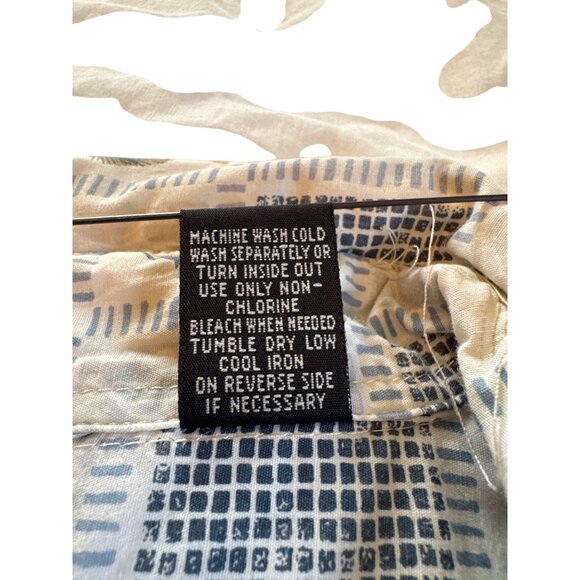 MACHINE WASH COLD
WASH SEPARATELY OR
TURN INSIDE OUT
USE ONLY NON-
CHLORINE
BLEACH WHEN NEEDED
TUMBLE DRY LOW
COOL IRON
ON REVERSE SIDE
IF NECESSARY